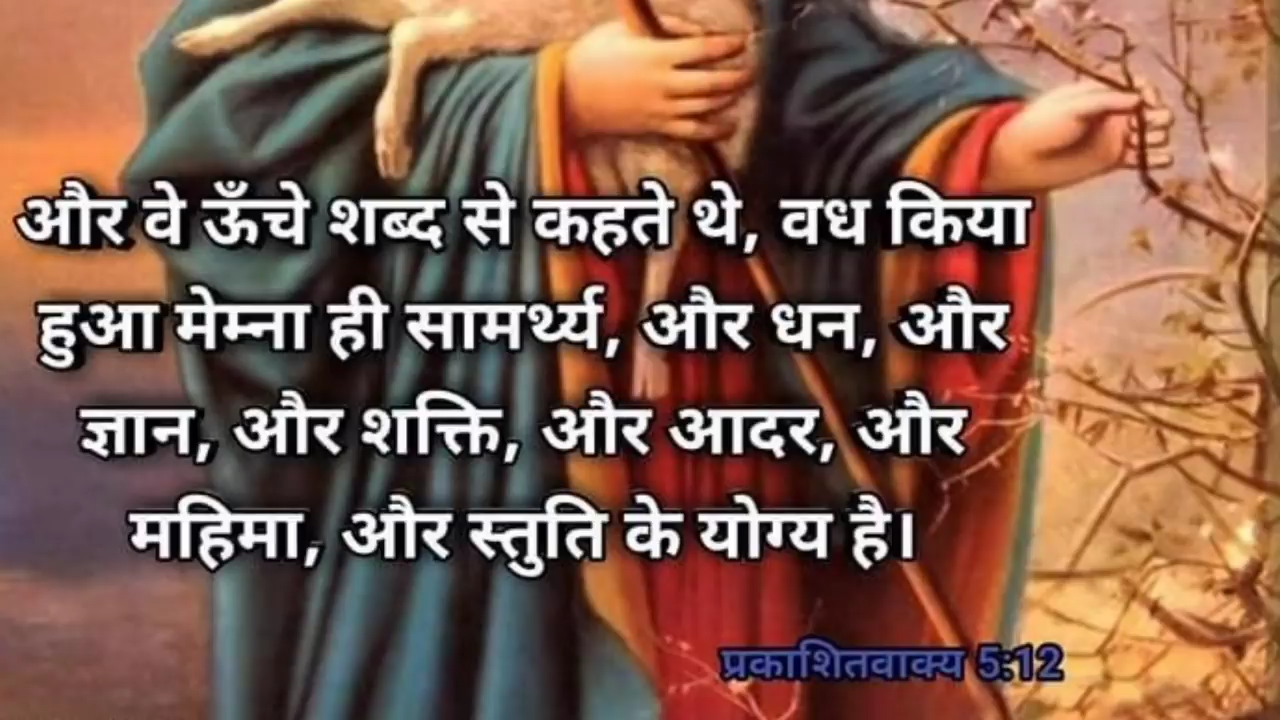 और वे ऊँचे शब्द से कहते थे, वध किया
हुआ मेम्ना ही सामर्थ्य, और धन, और
ज्ञान, और शक्ति, और आदर, और
महिमा, और स्तुति के योग्य है।
प्रकाशितवाक्य 5:12